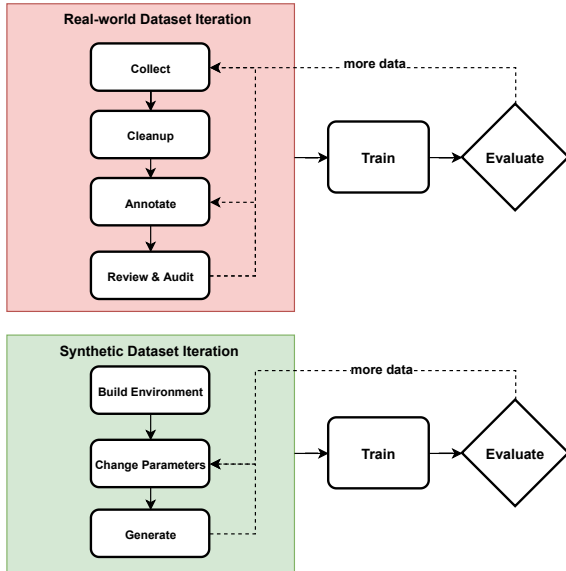 Real-world Dataset Iteration
Collect
more data
Cleanup
Train
Evaluate
Annotate
Review & Audit
Synthetic Dataset Iteration
more data
Build Environment
Train
Evaluate
Change Parameters
Generate